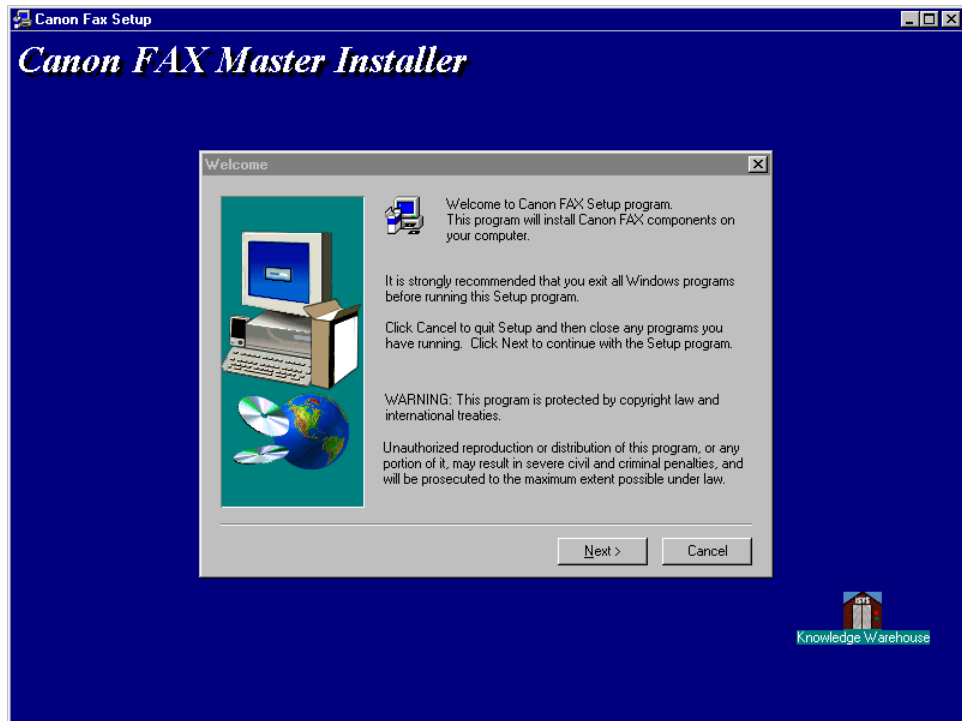 Canon Fax Setup
Canon FAX Master Installer
Welcome
Welcome to Canon FAX Setup program.
This program will install Canon FAX components on
your computer.
It is strongly recommended that you exit all Windows programs
before running this Setup program.
Click Cancel to quit Setup and then close any programs you
have running.  Click Next to continue with the Setup program.
WARNING: This program is protected by copyright law and
international treaties.
Unauthorized reproduction or distribution of this program, or any
portion of it, may result in severe civil and criminal penalties, and
will be prosecuted to the maximum extent possible under law.
Next >
Cancel
ISYS
Knowledge Warehouse